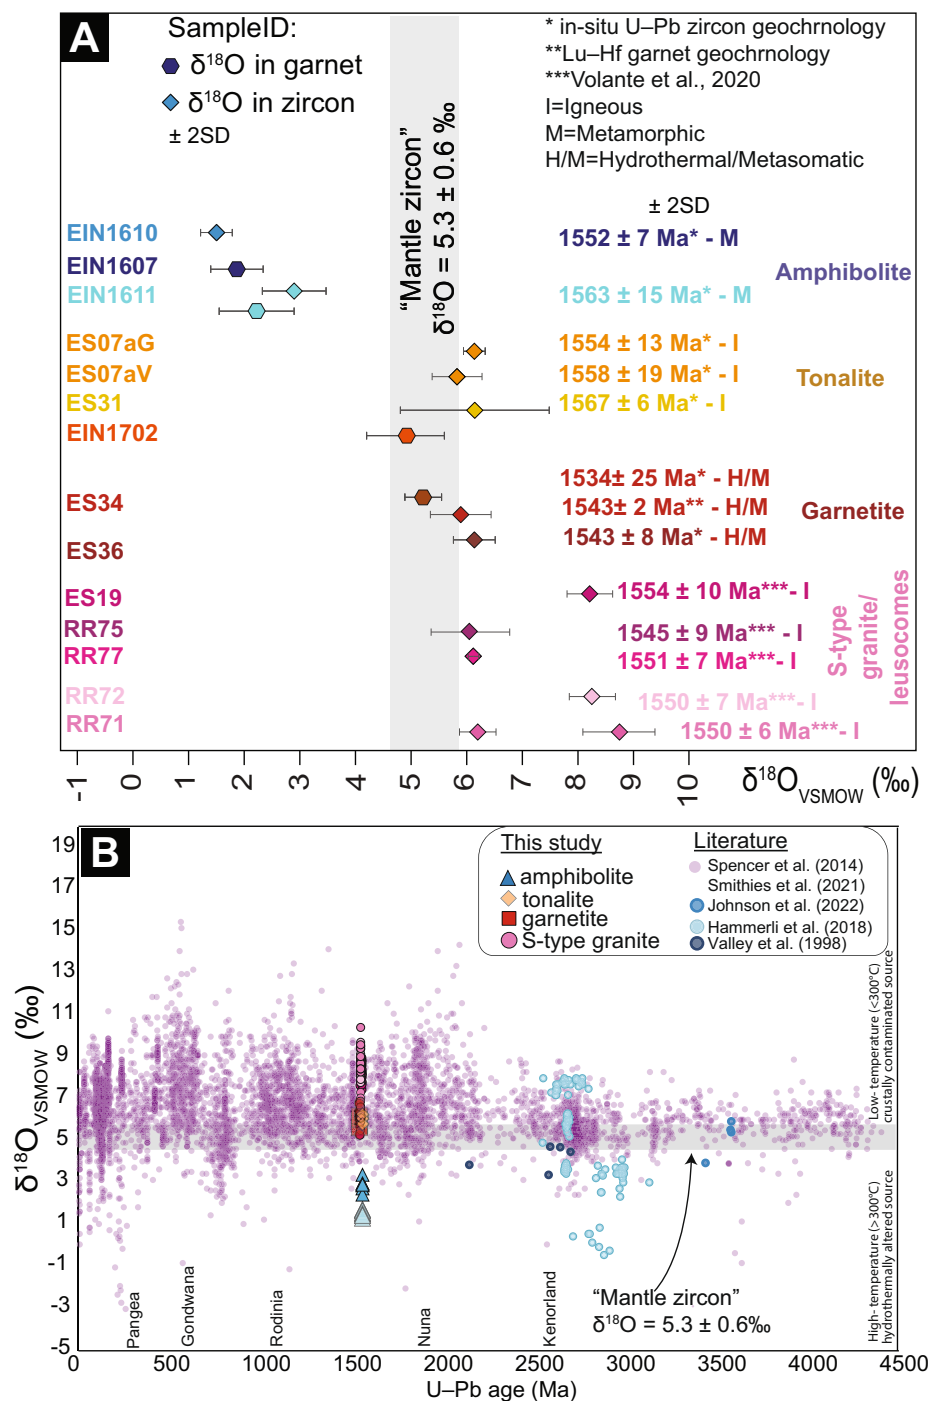 A
SampleID:
δ18O in garnet
δ18O in zircon
± 2SD
* in-situ U–Pb zircon geochrnology
**Lu–Hf garnet geochrnology
***Volante et al., 2020
I=Igneous
M=Metamorphic
H/M=Hydrothermal/Metasomatic
± 2SD
“Mantle zircon”
δ18O = 5.3 ± 0.6 ‰
EIN1610
1552 ± 7 Ma* - M
EIN1607
Amphibolite
EIN1611
1563 ± 15 Ma* - M
ES07aG
1554 ± 13 Ma* - I
ES07aV
1558 ± 19 Ma* - I
Tonalite
ES31
1567 ± 6 Ma* - I
EIN1702
1534± 25 Ma* - H/M
ES34
1543± 2 Ma** - H/M
Garnetite
1543 ± 8 Ma* - H/M
ES36
ES19
1554 ± 10 Ma***- I
RR75
1545 ± 9 Ma*** - I
RR77
1551 ± 7 Ma***- I
RR72
1550 ± 7 Ma***- I
RR71
1550 ± 6 Ma***- I
S-type
granite/
leusocomes
-1 0 1 2 3 4 5 6 7 8 9 10
δ18OVSMOW (‰)
B
This study
amphibolite
tonalite
garnetite
S-type granite
Literature
Spencer et al. (2014)
Smithies et al. (2021)
Johnson et al. (2022)
Hammerli et al. (2018)
Valley et al. (1998)
19
17
15
13
11
9
7
5
3
1
-1
-3
-5
δ18OVSMOW (‰)
Low-temperature (<300°C)
crustally contaminated source
High-temperature (>300°C)
hydrothermally altered source
Pangea
Gondwana
Rodinia
Nuna
Kenorland
“Mantle zircon”
δ18O = 5.3 ± 0.6‰
0 500 1000 1500 2000 2500 3000 3500 4000 4500
U–Pb age (Ma)